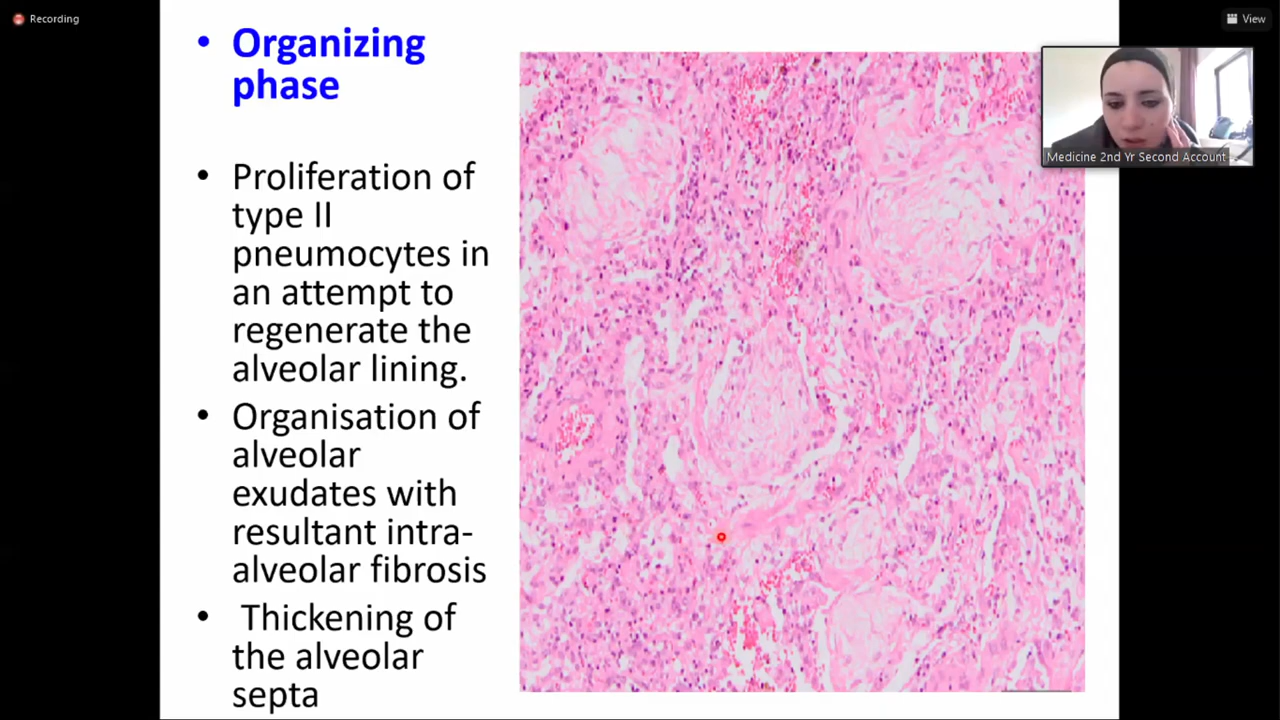 Recording
View
• Organizing
phase
• Proliferation of
type II
pneumocytes in
an attempt to
regenerate the
alveolar lining.
• Organisation of
alveolar
exudates with
resultant intra-
alveolar fibrosis
• Thickening of
the alveolar
septa
Medicine 2nd Yr Second Account